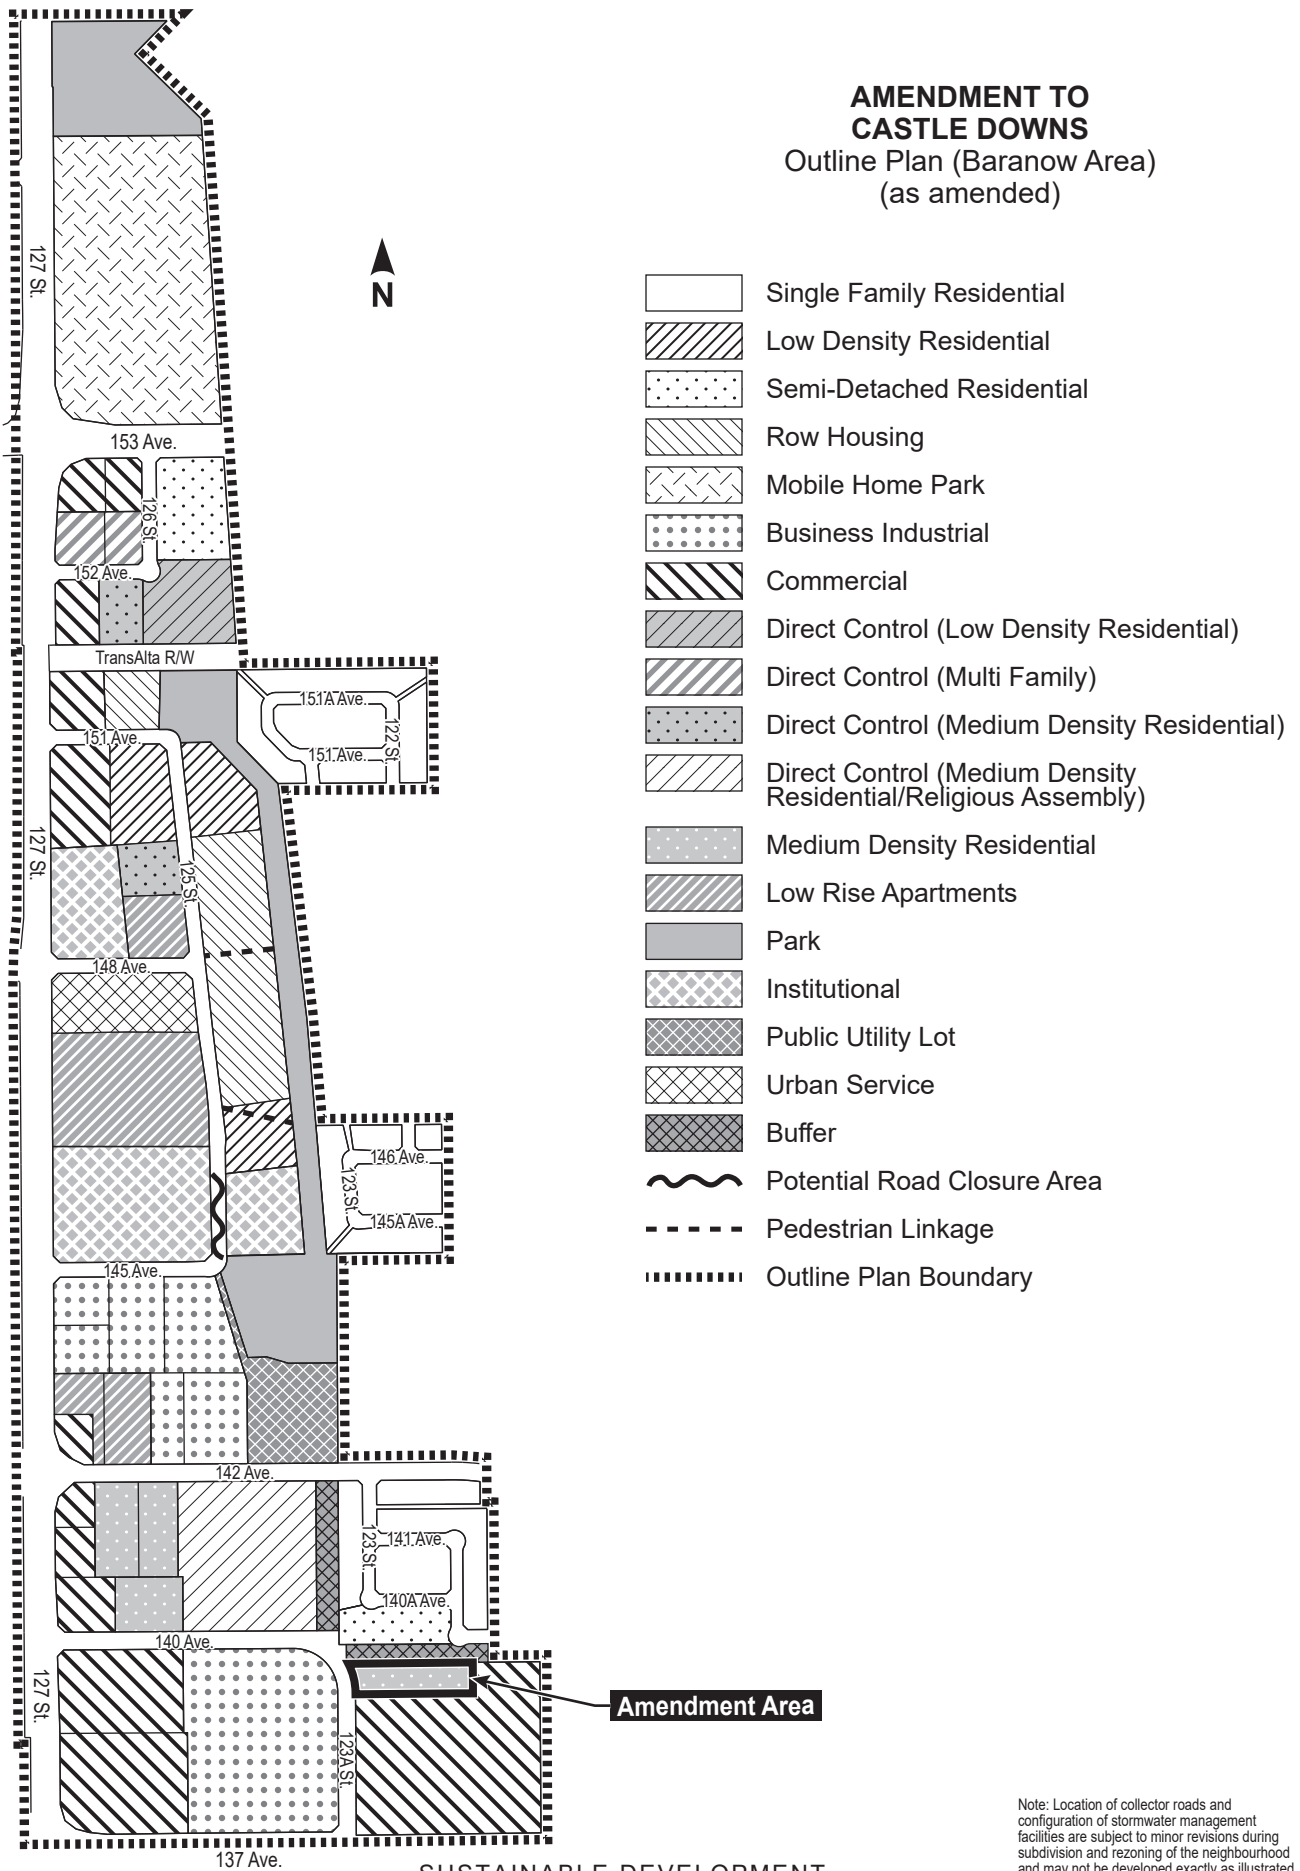 AMENDMENT TO
CASTLE DOWNS
Outline Plan (Baranow Area)
(as amended)
N
Single Family Residential
Low Density Residential
Semi-Detached Residential
Row Housing
Mobile Home Park
Business Industrial
Commercial
Direct Control (Low Density Residential)
Direct Control (Multi Family)
Direct Control (Medium Density Residential)
Direct Control (Medium Density
Residential/Religious Assembly)
Medium Density Residential
Low Rise Apartments
Park
Institutional
Public Utility Lot
Urban Service
Buffer
Potential Road Closure Area
Pedestrian Linkage
Outline Plan Boundary
127 St.
153 Ave.
126 St.
152 Ave.
TransAlta R/W
151A Ave.
122 St
151 Ave.
151 Ave.
127 St.
125 St.
148 Ave.
146 Ave.
123 St.
145A Ave.
145 Ave.
142 Ave.
123 St.
141 Ave.
140A Ave.
140 Ave.
127 St.
Amendment Area
123A St.
137 Ave.
SUSTAINABLE DEVELOPMENT
Note: Location of collector roads and
configuration of stormwater management
facilities are subject to minor revisions during
subdivision and rezoning of the neighbourhood
and may not be developed exactly as illustrated